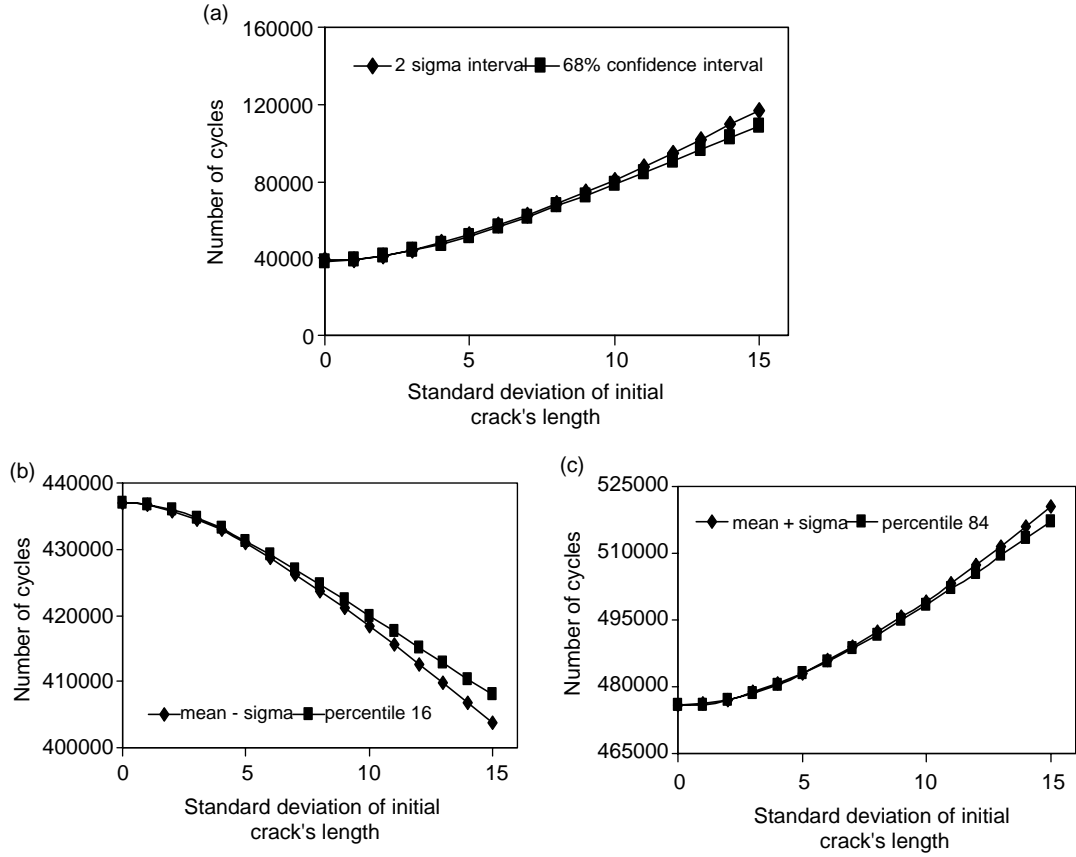 (a)
160000
120000
80000
40000
0
Number of cycles
2 sigma interval
68% confidence interval
0 5 10 15
Standard deviation of initial
crack's length
(b)
440000
430000
420000
410000
400000
Number of cycles
mean - sigma
percentile 16
0 5 10 15
Standard deviation of initial
crack's length
(c)
525000
510000
495000
480000
465000
Number of cycles
mean + sigma
percentile 84
0 5 10 15
Standard deviation of initial
crack's length